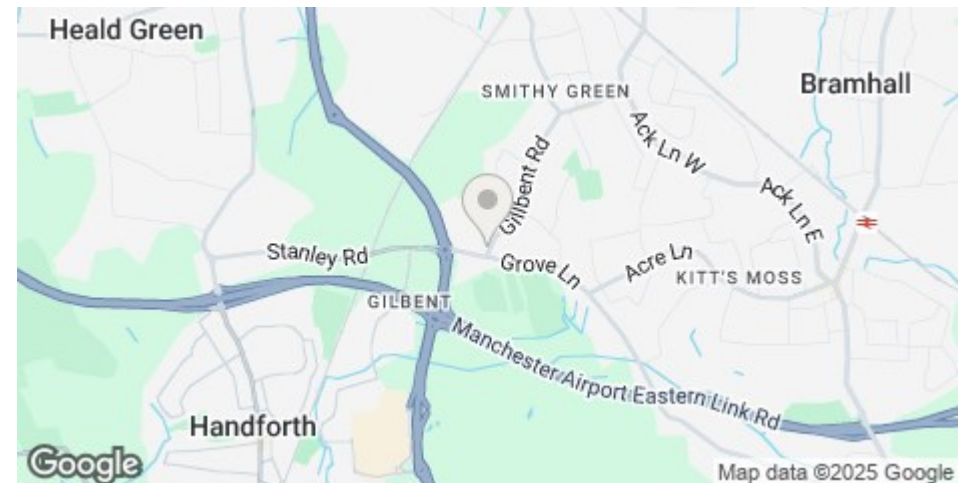 Heald Green
SMITHY GREEN
Bramhall
Ack Ln W
Gilbent Rd
Ack Ln E
Stanley Rd
Grove Ln
Acre Ln
KITT'S MOSS
GILBENT
Manchester Airport Eastern Link Rd
Handforth
Google
Map data ©2025 Google